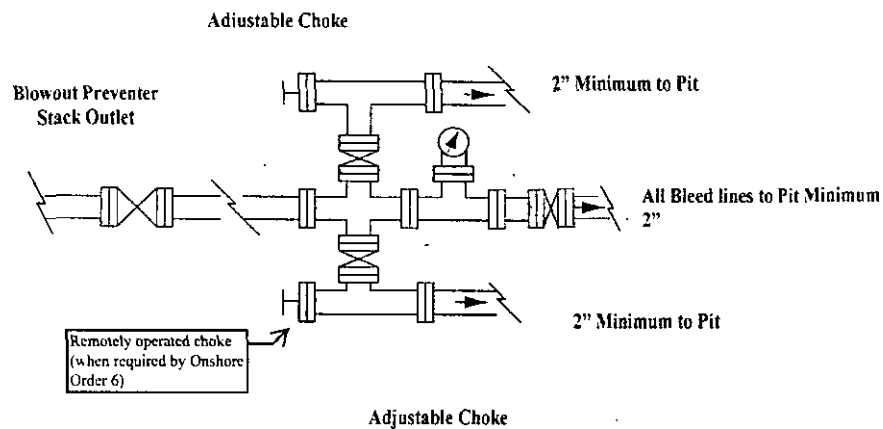 Adiustable Choke
2” Minimum to Pit
Blowout Preventer
Stack Outlet
All Bleed lines to Pit Minimum
2”
2” Minimum to Pit
Remotely operated choke
(when required by Onshore
Order 6)
Adjustable Choke